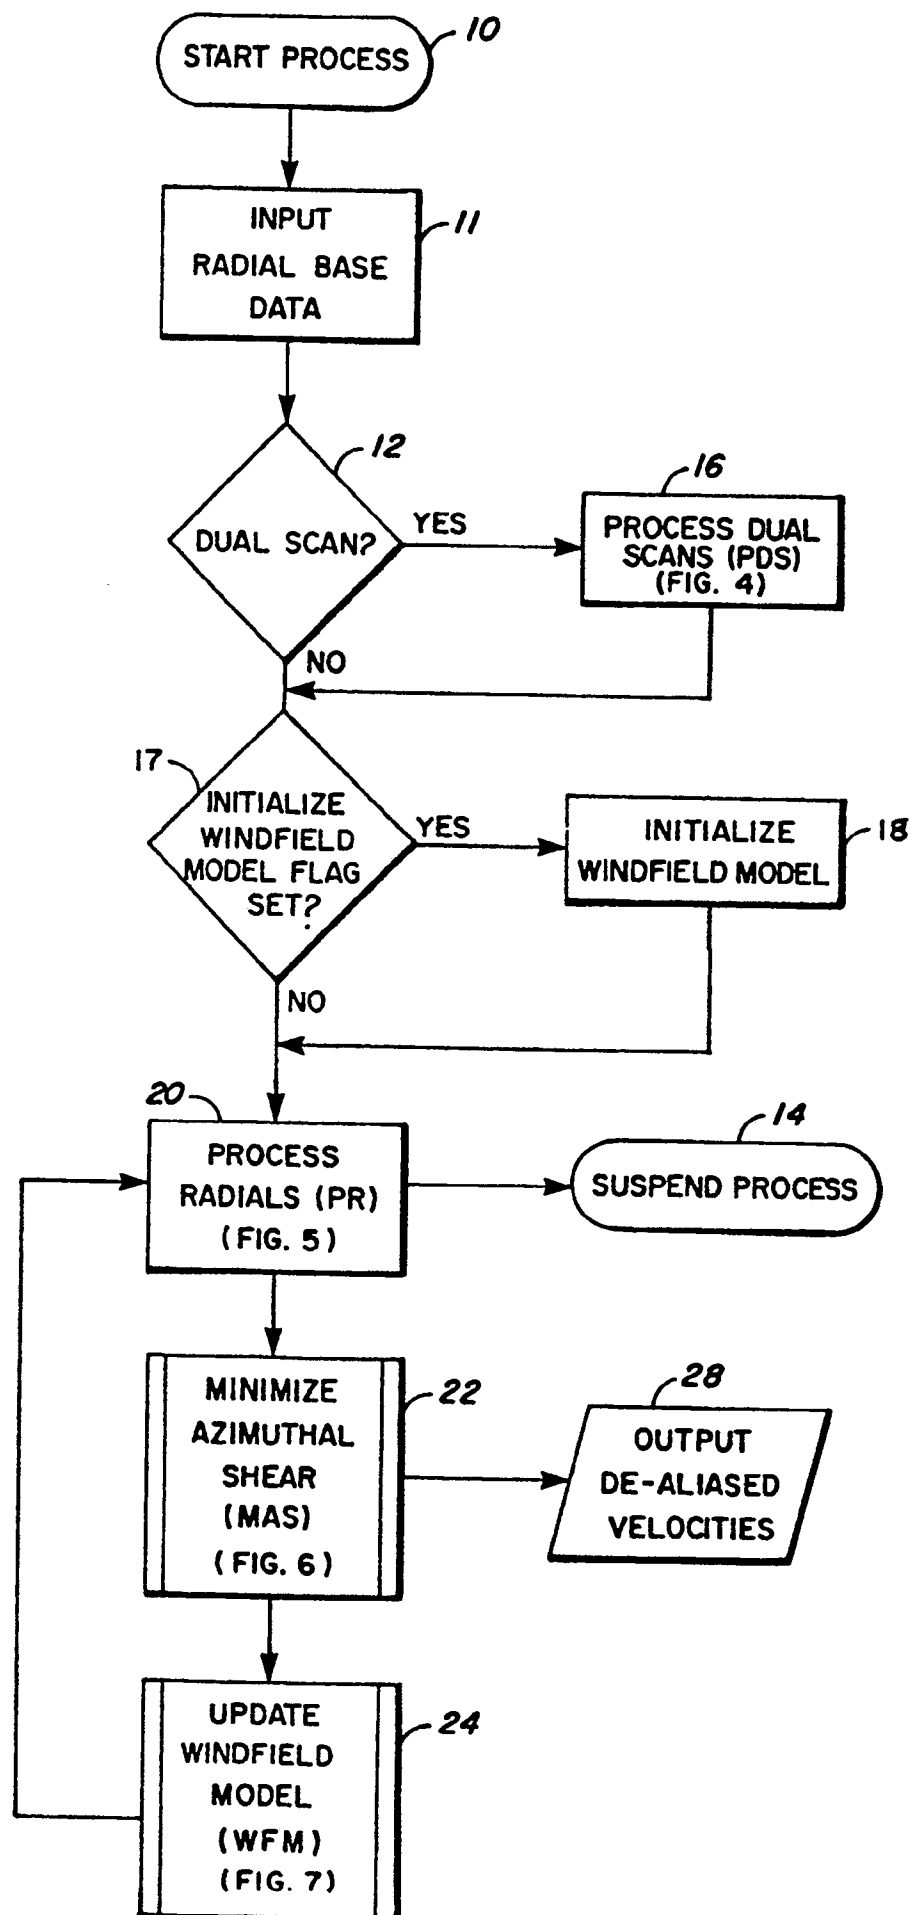 START PROCESS
10
INPUT
RADIAL BASE
DATA
11
12
DUAL SCAN?
YES
NO
16
PROCESS DUAL
SCANS (PDS)
(FIG. 4)
17
INITIALIZE
WINDFIELD
MODEL FLAG
SET?
YES
NO
INITIALIZE
WINDFIELD MODEL
18
20
PROCESS
RADIALS (PR)
(FIG. 5)
14
SUSPEND PROCESS
MINIMIZE
AZIMUTHAL
SHEAR
(MAS)
(FIG. 6)
22
28
OUTPUT
DE-ALIASED
VELOCITIES
UPDATE
WINDFIELD
MODEL
(WFM)
(FIG. 7)
24